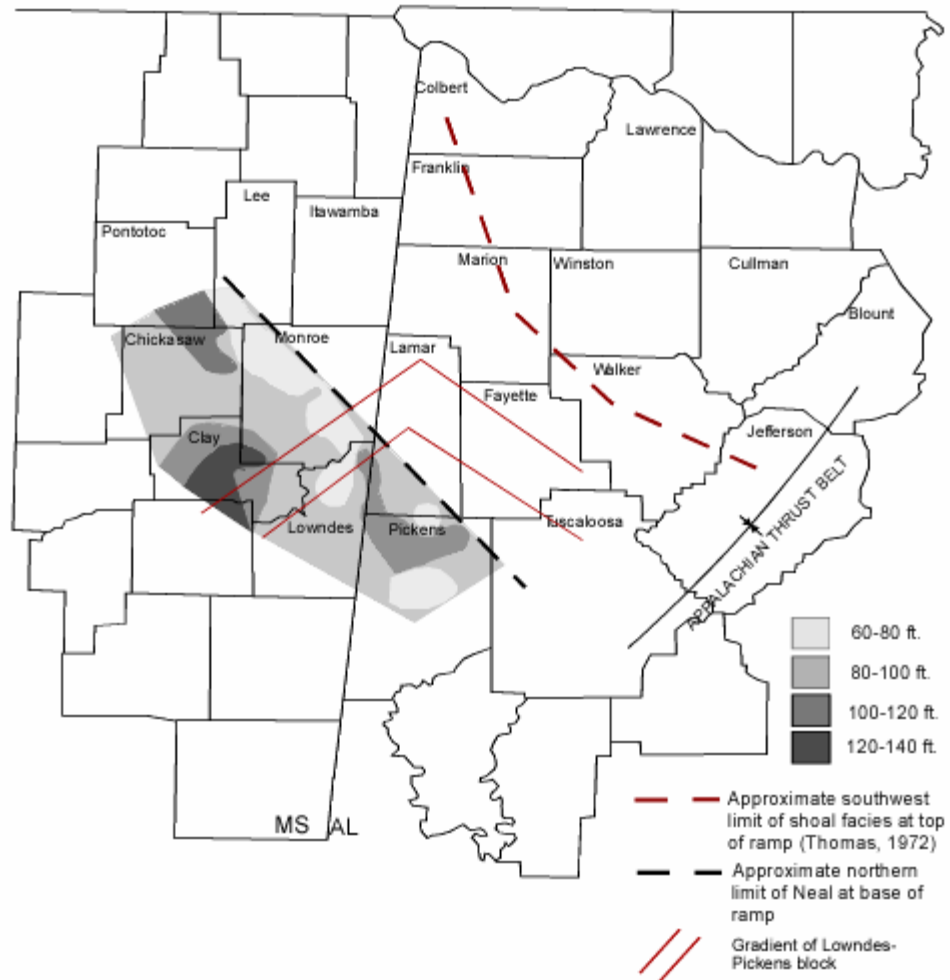 Colbert
Lawrence
Franklin
Lee
Itawamba
Pontotoc
Marion
Winston
Cullman
Blount
Chickasaw
Monroe
Lamar
Walker
Fayette
Clay
Jefferson
APPALACHIAN THRUST BELT
Lowndes
Pickens
Tuscaloosa
60-80 ft.
80-100 ft.
100-120 ft.
120-140 ft.
MS AL
Approximate southwest
limit of shoal facies at top
of ramp (Thomas, 1972)
Approximate northern
limit of Neal at base of
ramp
Gradient of Lowndes-
Pickens block